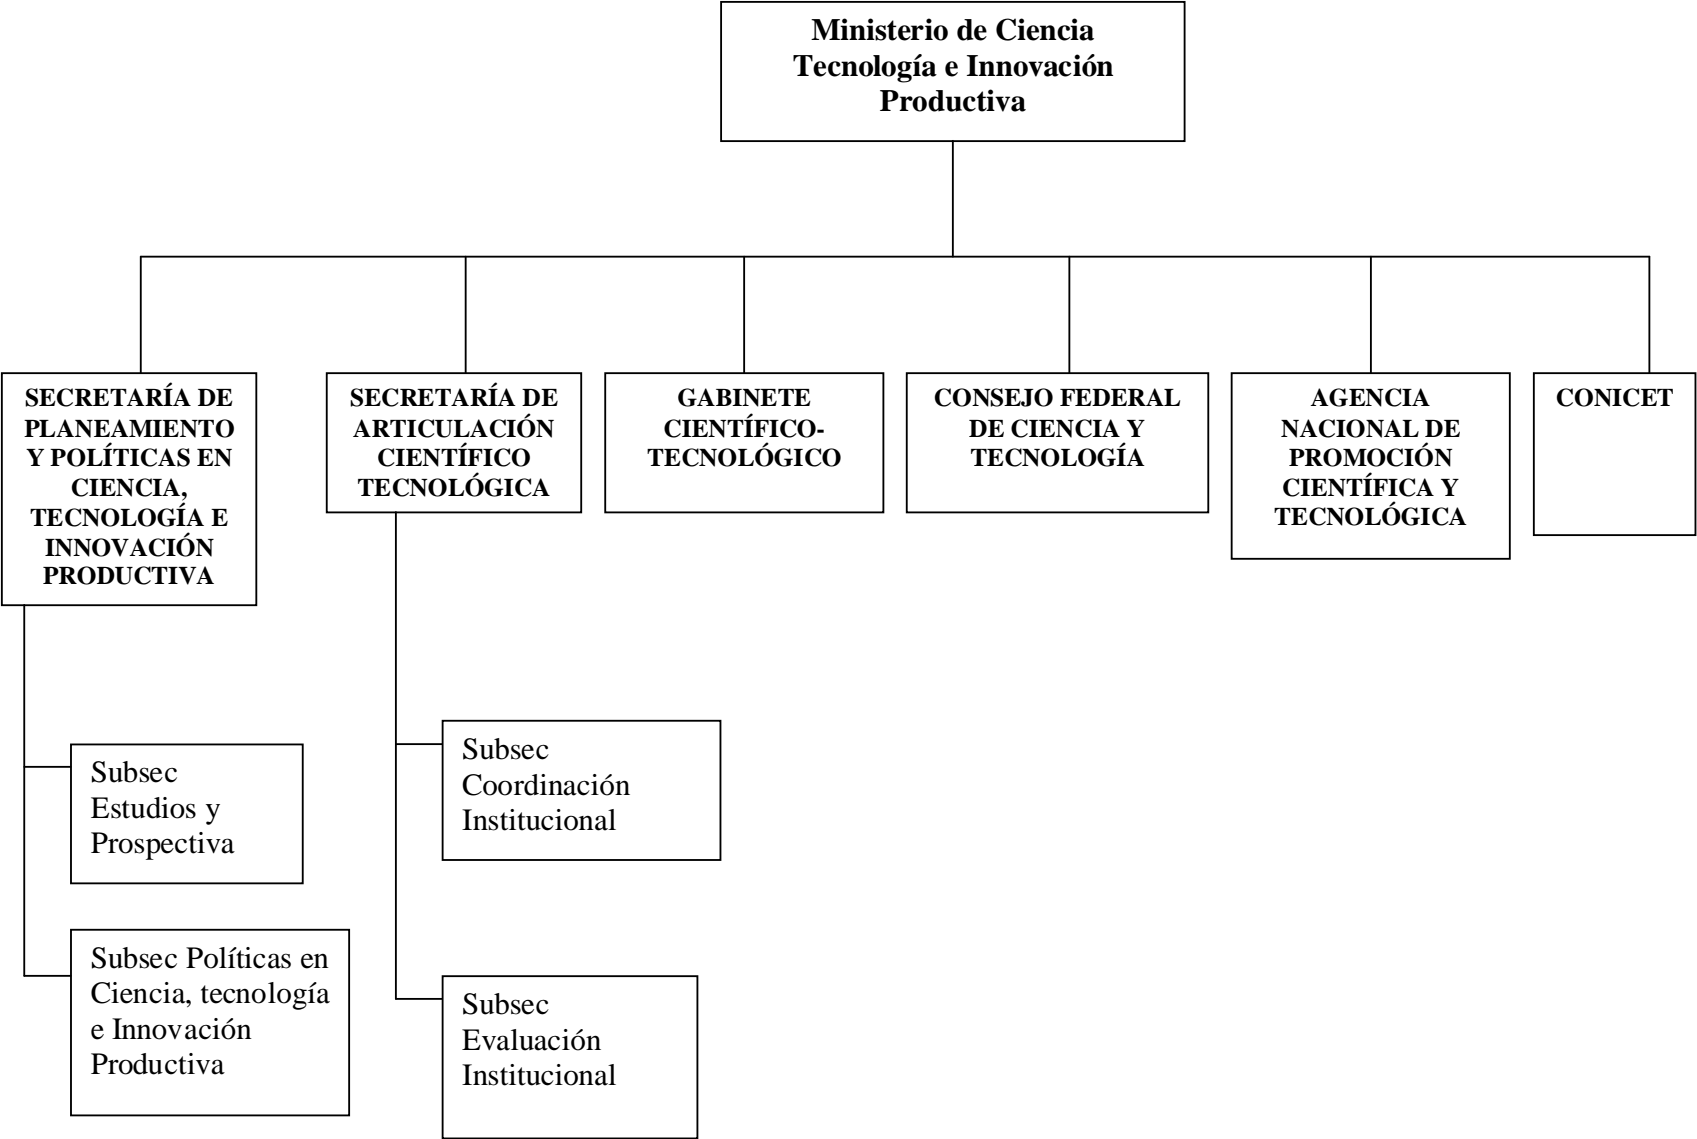 Ministerio de Ciencia
Tecnología e Innovación
Productiva
SECRETARÍA DE
PLANEAMIENTO
Y POLÍTICAS EN
CIENCIA,
TECNOLOGÍA E
INNOVACIÓN
PRODUCTIVA
SECRETARÍA DE
ARTICULACIÓN
CIENTÍFICO
TECNOLÓGICA
GABINETE
CIENTÍFICO-
TECNOLÓGICO
CONSEJO FEDERAL
DE CIENCIA Y
TECNOLOGÍA
AGENCIA
NACIONAL DE
PROMOCIÓN
CIENTÍFICA Y
TECNOLÓGICA
CONICET
Subsec
Estudios y
Prospectiva
Subsec Políticas en
Ciencia, tecnología
e Innovación
Productiva
Subsec
Coordinación
Institucional
Subsec
Evaluación
Institucional